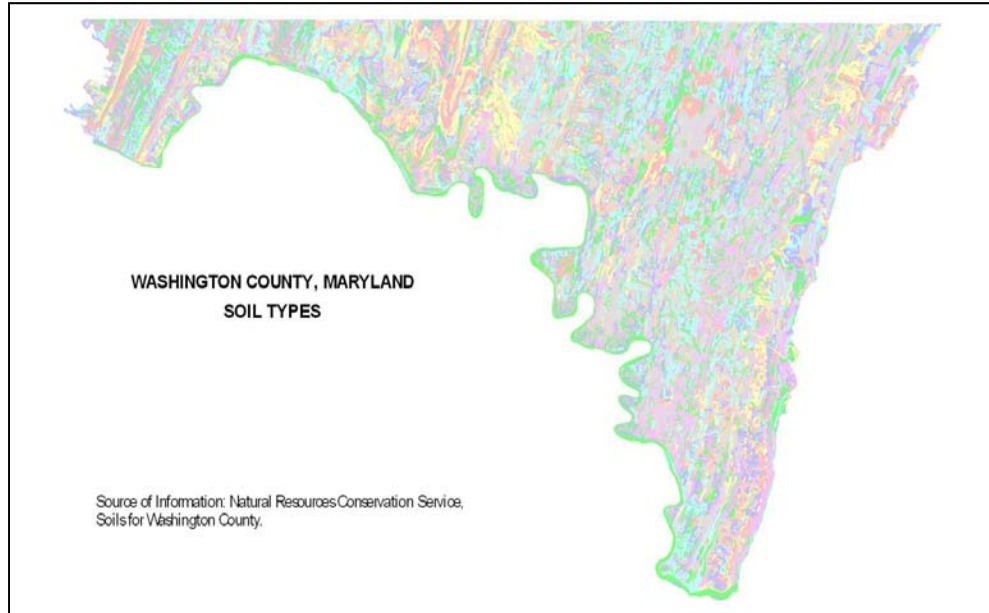 WASHINGTON COUNTY, MARYLAND
SOIL TYPES
Source of Information: Natural Resources Conservation Service,
Soils for Washington County.